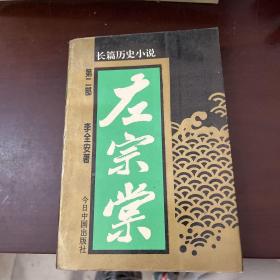 长篇历史小说
第二部
左宗棠
李全安著
今日中国出版社